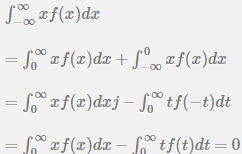 ∫_{-∞}^{∞} xf(x)dx
= ∫_{0}^{∞} xf(x)dx + ∫_{-∞}^{0} xf(x)dx
= ∫_{0}^{∞} xf(x)dxj − ∫_{0}^{∞} tf(−t)dt
= ∫_{0}^{∞} xf(x)dx − ∫_{0}^{∞} tf(t)dt = 0